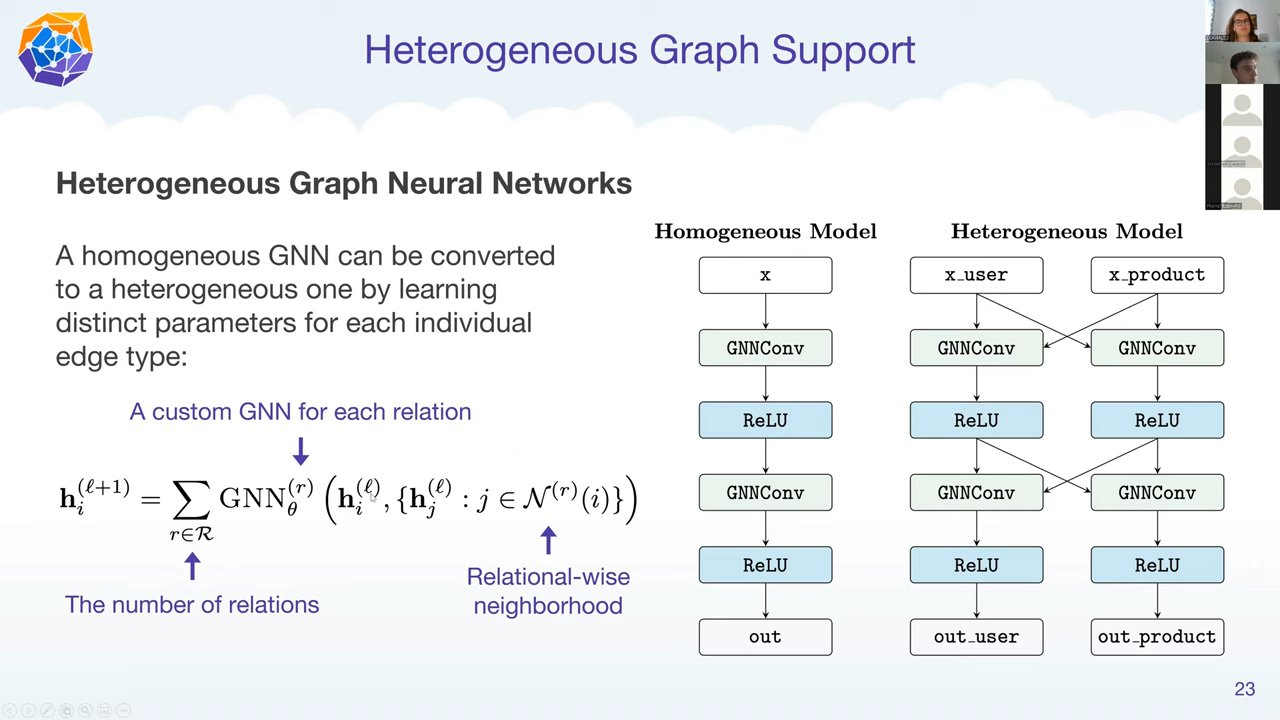 Heterogeneous Graph Support
Heterogeneous Graph Neural Networks
A homogeneous GNN can be converted
to a heterogeneous one by learning
distinct parameters for each individual
edge type:
A custom GNN for each relation
h_i^{(ℓ+1)} = ∑_{r∈R} GNN_θ^{(r)} ( h_i^{(ℓ)}, {h_j^{(ℓ)} : j ∈ N^{(r)}(i)} )
The number of relations
Relational-wise
neighborhood
Homogeneous Model
x
GNNConv
ReLU
GNNConv
ReLU
out
Heterogeneous Model
x_user x_product
GNNConv GNNConv
ReLU ReLU
GNNConv GNNConv
ReLU ReLU
out_user out_product
23